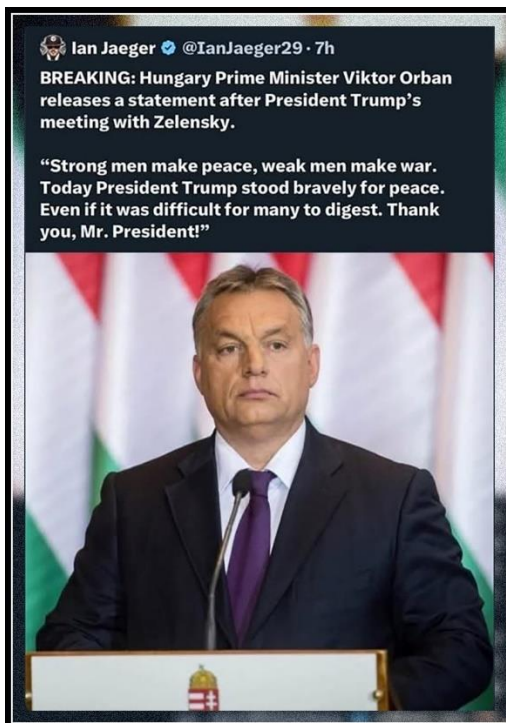 Ian Jaeger @IanJaeger29 · 7h
BREAKING: Hungary Prime Minister Viktor Orban
releases a statement after President Trump's
meeting with Zelensky.
“Strong men make peace, weak men make war.
Today President Trump stood bravely for peace.
Even if it was difficult for many to digest. Thank
you, Mr. President!”